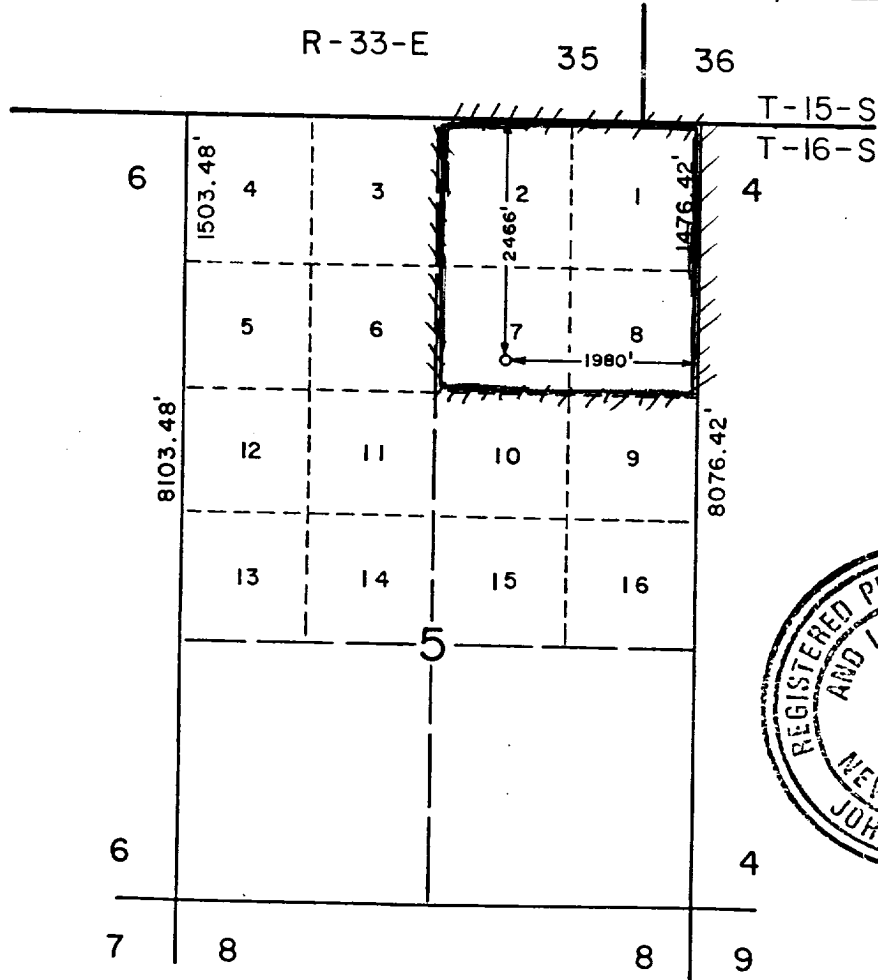 R-33-E 35 36
T-15-S
T-16-S
6 1503.48' 4 3 2 1 1476.42' 4
2466'
5 6 7 8
1980'
8103.48' 12 11 10 9 8076.42'
13 14 15 16
5
REGISTERED
AND
NEW
JOH
6 4
7 8 8 9